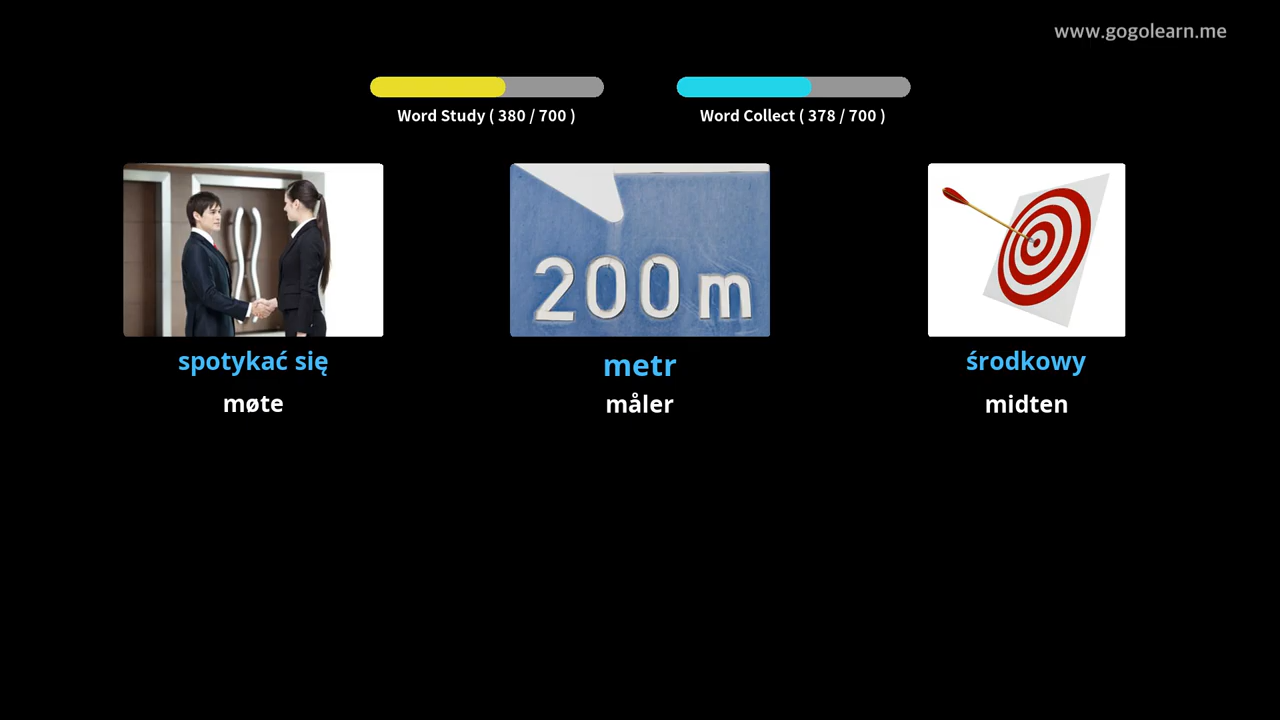 www.gogolearn.me
Word Study ( 380 / 700 )
Word Collect ( 378 / 700 )
200 m
spotykać się
metr
środkowy
møte
måler
midten